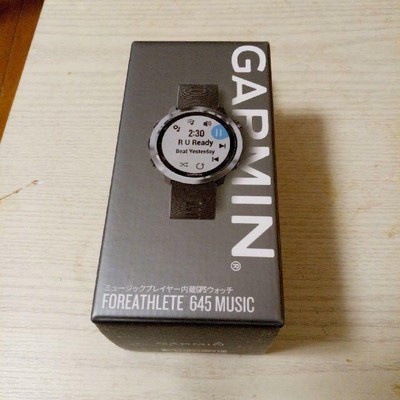 GARMIN®
2:30
R U Ready
Beat Yesterday
ミュージックプレイヤー内蔵GPSウォッチ
FOREATHLETE 645 MUSIC
GARMIN